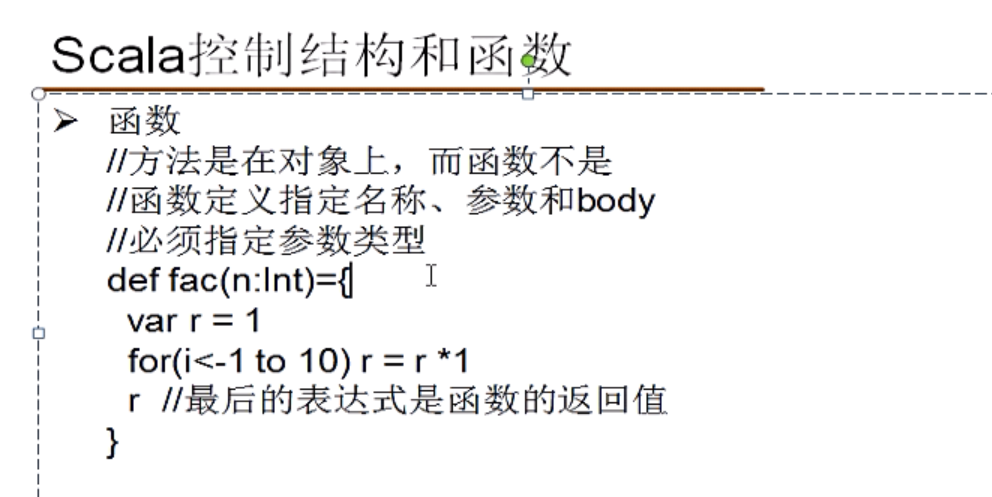 Scala控制结构和函数
➢ 函数
//方法是在对象上，而函数不是
//函数定义指定名称、参数和body
//必须指定参数类型
def fac(n:Int)={
var r = 1
for(i<-1 to 10) r = r *1
r //最后的表达式是函数的返回值
}